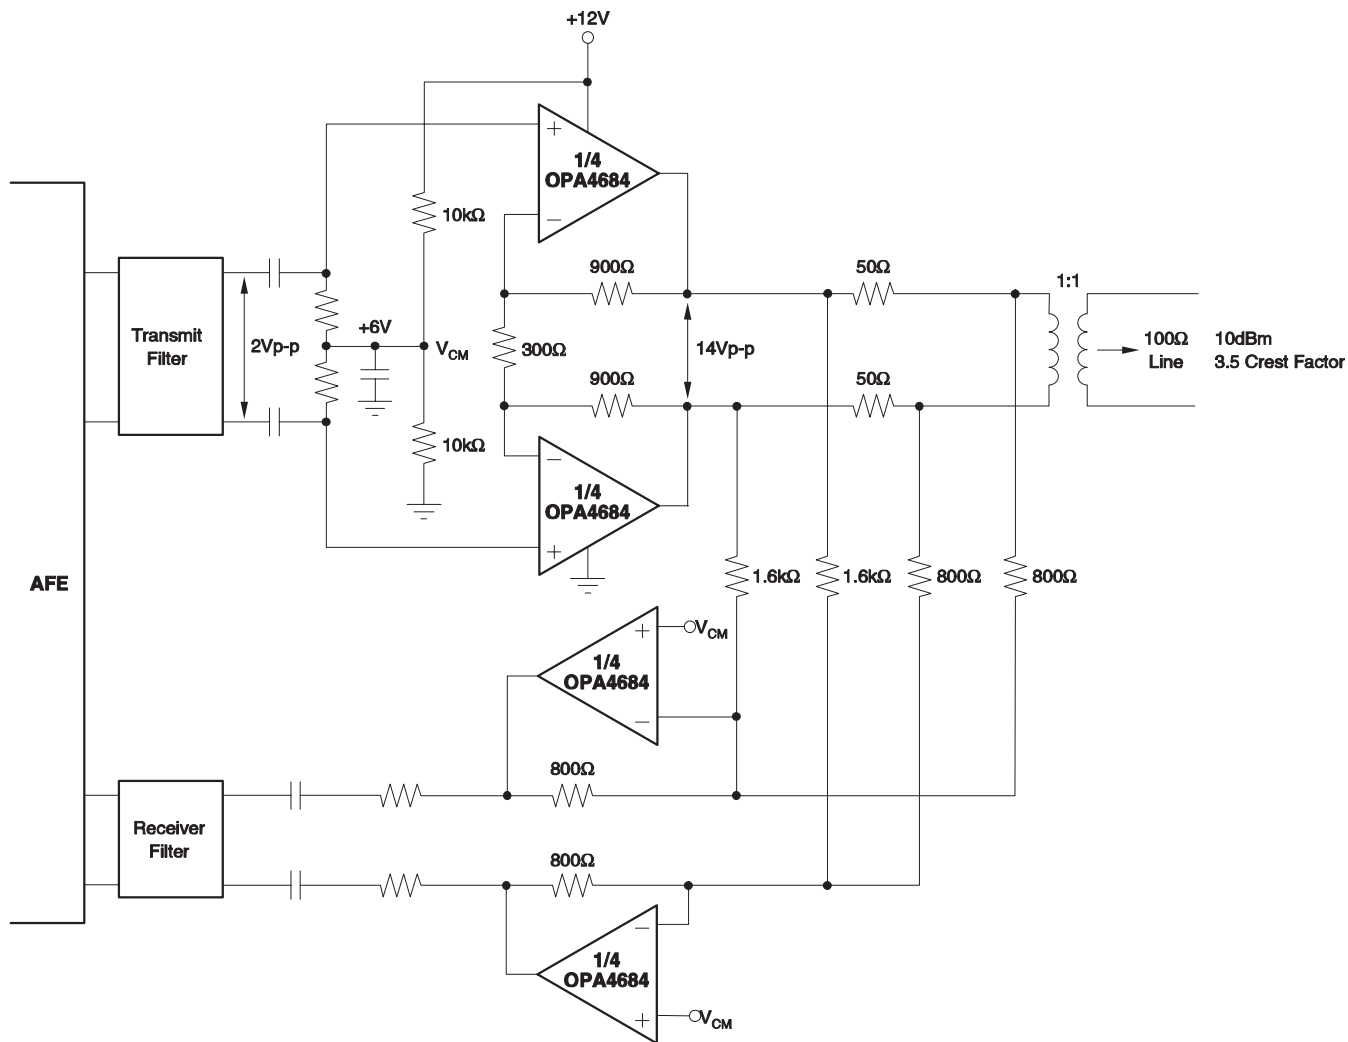 +12V
+
1/4
OPA4684
−
10kΩ
900Ω
50Ω
1:1
Transmit
Filter
2Vp-p
+6V
VCM
300Ω
14Vp-p
100Ω
Line
10dBm
3.5 Crest Factor
900Ω
50Ω
10kΩ
−
1/4
OPA4684
+
AFE
1.6kΩ
1.6kΩ
800Ω
800Ω
+
VCM
1/4
OPA4684
−
800Ω
Receiver
Filter
800Ω
−
1/4
OPA4684
+
VCM